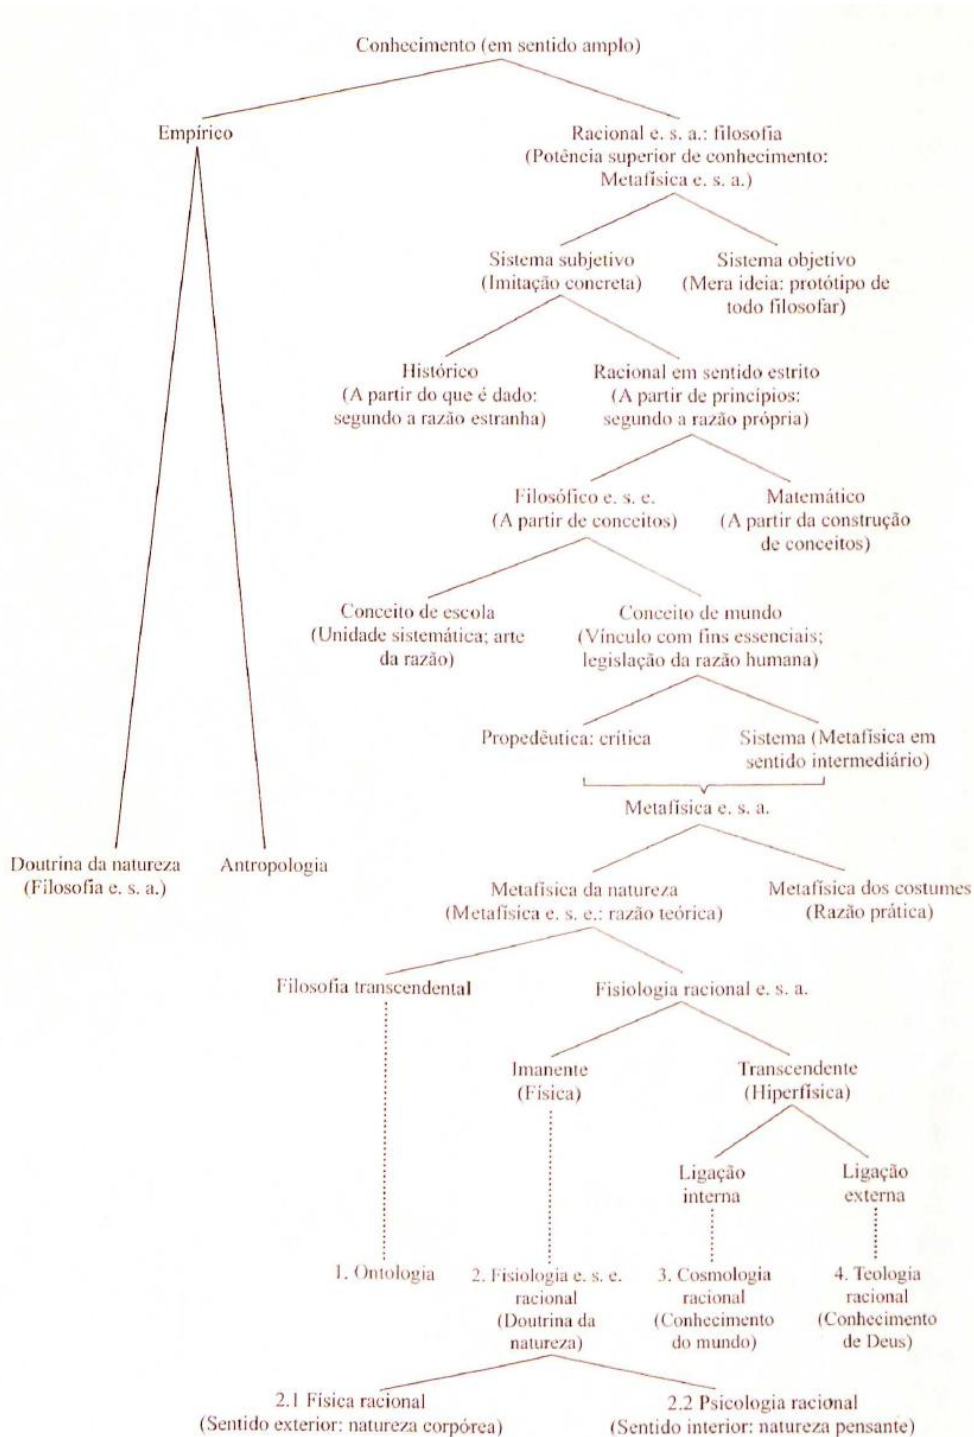 Conhecimento (em sentido amplo)
Empírico
Racional e. s. a.: filosofia
(Potência superior de conhecimento:
Metafísica e. s. a.)
Sistema subjetivo
(Imitação concreta)
Sistema objetivo
(Mera ideia: protótipo de
todo filosofar)
Histórico
(A partir do que é dado:
segundo a razão estranha)
Racional em sentido estrito
(A partir de princípios:
segundo a razão própria)
Filosófico e. s. e.
(A partir de conceitos)
Matemático
(A partir da construção
de conceitos)
Conceito de escola
(Unidade sistemática; arte
da razão)
Conceito de mundo
(Vínculo com fins essenciais;
legislação da razão humana)
Propedêutica: crítica
Sistema (Metafísica em
sentido intermediário)
Metafísica e. s. a.
Doutrina da natureza
(Filosofia e. s. a.)
Antropologia
Metafísica da natureza
(Metafísica e. s. e.: razão teórica)
Metafísica dos costumes
(Razão prática)
Filosofia transcendental
Fisiologia racional e. s. a.
Imanente
(Física)
Transcendente
(Hiperfísica)
Ligação
interna
Ligação
externa
1. Ontologia
2. Fisiologia e. s. e.
racional
(Doutrina da
natureza)
3. Cosmologia
racional
(Conhecimento
do mundo)
4. Teologia
racional
(Conhecimento
de Deus)
2.1 Física racional
(Sentido exterior: natureza corpórea)
2.2 Psicologia racional
(Sentido interior: natureza pensante)